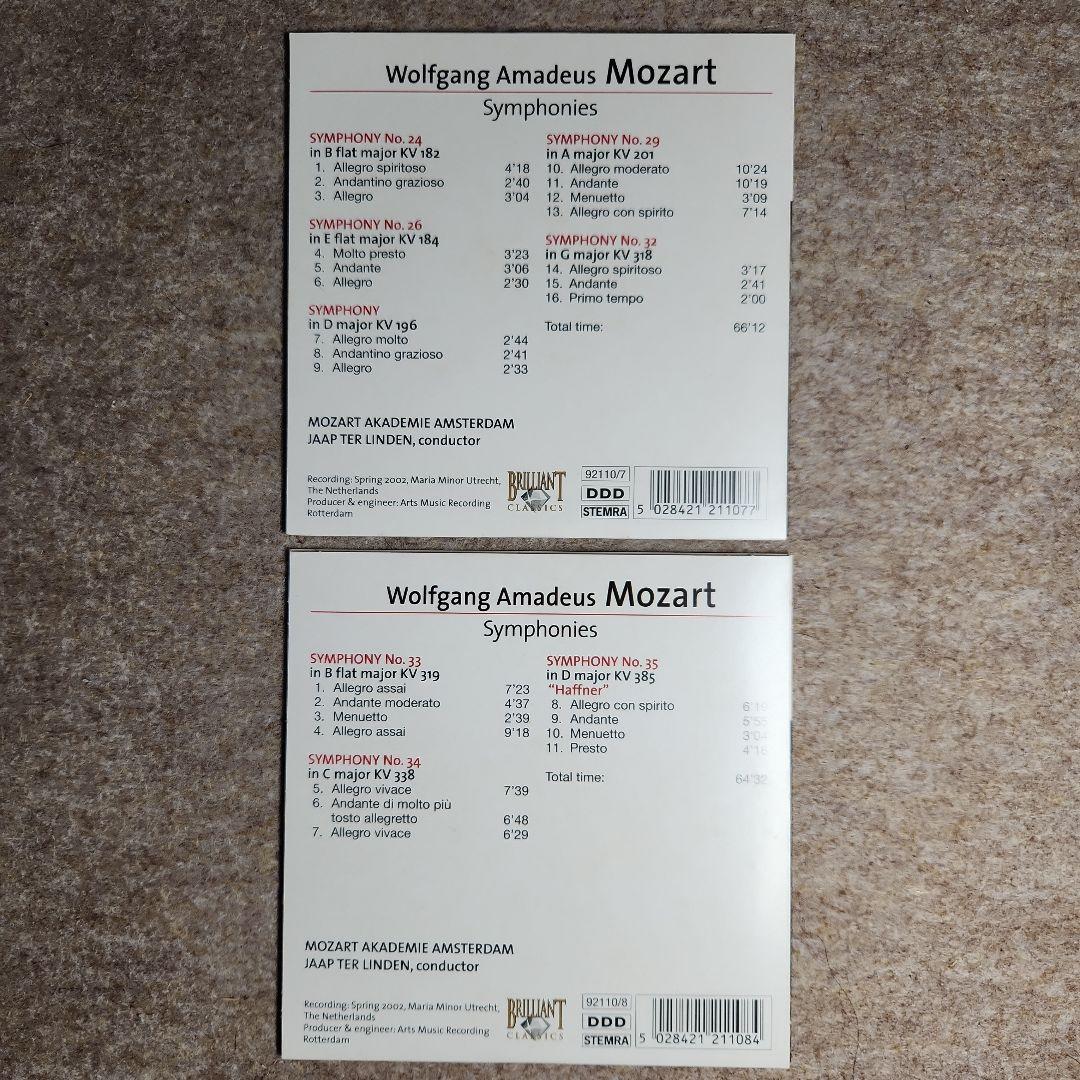 Wolfgang Amadeus Mozart
Symphonies
SYMPHONY No. 24
in B flat major KV 182
1. Allegro spiritoso 4'18
2. Andantino grazioso 2'40
3. Allegro 3'04
SYMPHONY No. 26
in E flat major KV 184
4. Molto presto 3'23
5. Andante 3'06
6. Allegro 2'30
SYMPHONY
in D major KV 196
7. Allegro molto 2'44
8. Andantino grazioso 2'41
9. Allegro 2'33
SYMPHONY No. 29
in A major KV 201
10. Allegro moderato 10'24
11. Andante 10'19
12. Menuetto 3'09
13. Allegro con spirito 7'14
SYMPHONY No. 32
in G major KV 318
14. Allegro spiritoso 3'17
15. Andante 2'41
16. Primo tempo 2'00
Total time: 66'12
MOZART AKADEMIE AMSTERDAM
JAAP TER LINDEN, conductor
Recording: Spring 2002, Maria Minor Utrecht,
The Netherlands
Producer & engineer: Arts Music Recording
Rotterdam
BRILLIANT
CLASSICS
92110/7
DDD
STEMRA
5 028421 211077
Wolfgang Amadeus Mozart
Symphonies
SYMPHONY No. 33
in B flat major KV 319
1. Allegro assai 7'23
2. Andante moderato 4'37
3. Menuetto 2'39
4. Allegro assai 9'18
SYMPHONY No. 34
in C major KV 338
5. Allegro vivace 7'39
6. Andante di molto più
tosto allegretto 6'48
7. Allegro vivace 6'29
SYMPHONY No. 35
in D major KV 385
"Haffner"
8. Allegro con spirito 6'19
9. Andante 5'55
10. Menuetto 3'04
11. Presto 4'16
Total time: 64'32
MOZART AKADEMIE AMSTERDAM
JAAP TER LINDEN, conductor
Recording: Spring 2002, Maria Minor Utrecht,
The Netherlands
Producer & engineer: Arts Music Recording
Rotterdam
BRILLIANT
CLASSICS
92110/8
DDD
STEMRA
5 028421 211084